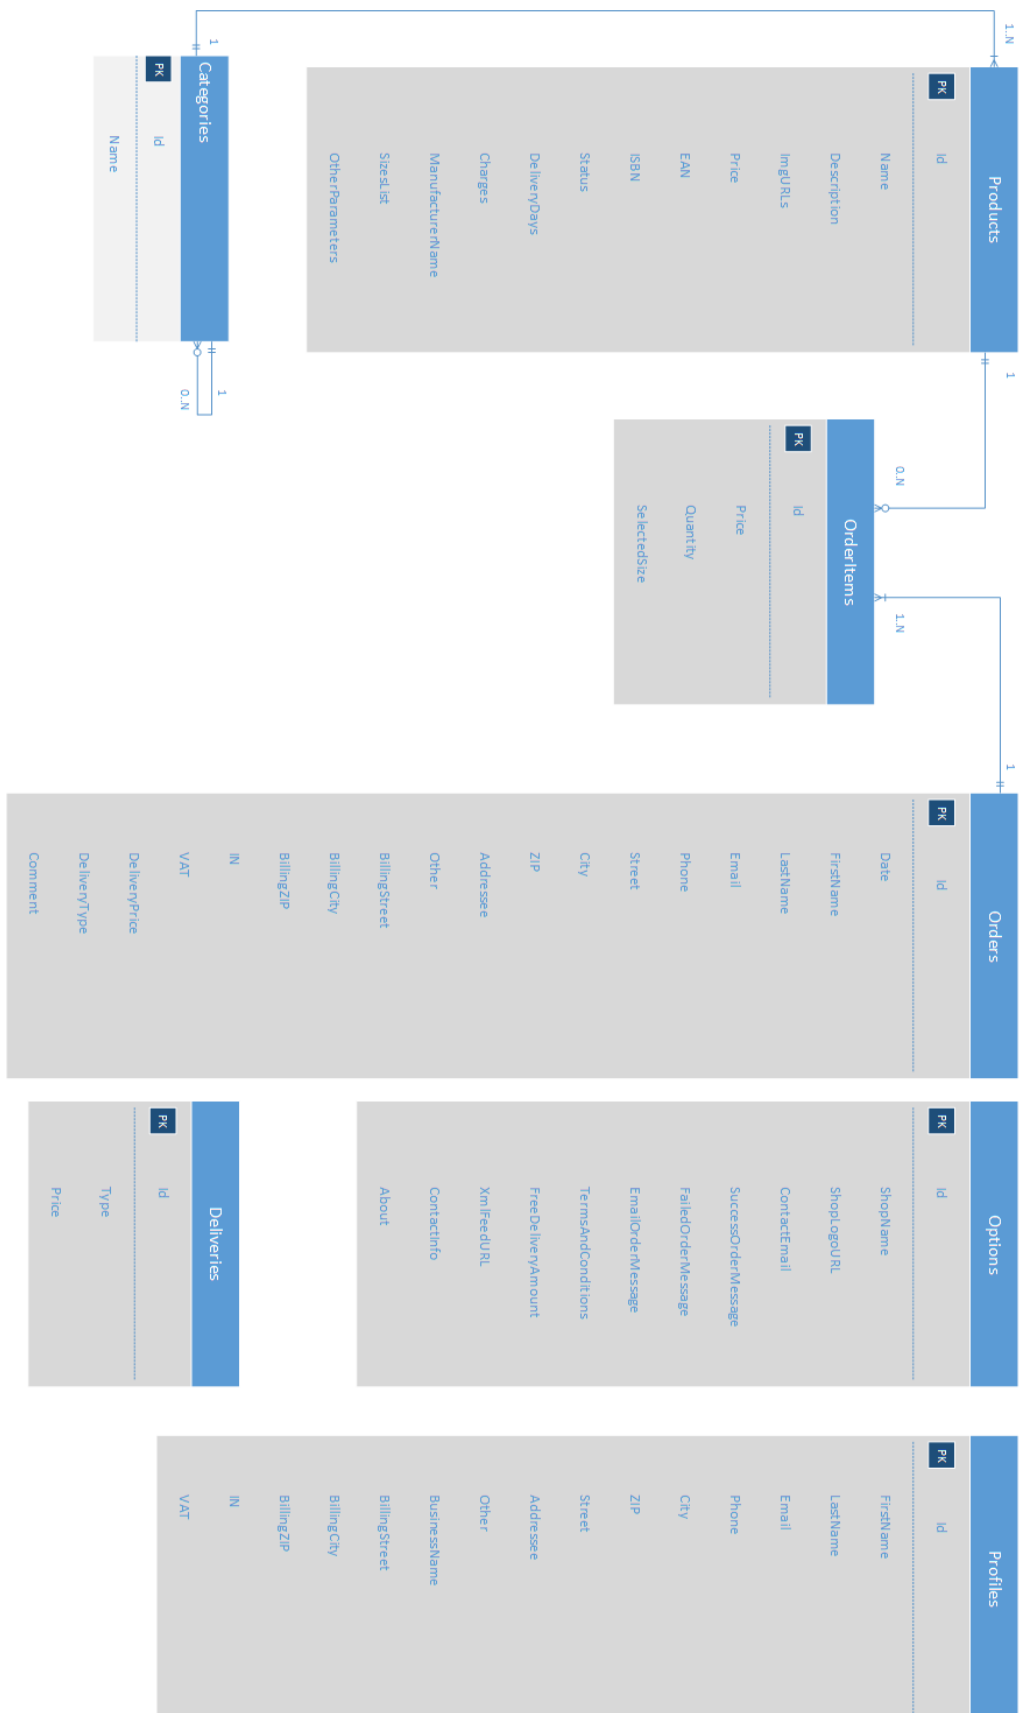 Products
PK Id
Name
Description
ImgURLs
Price
EAN
ISBN
Status
DeliveryDays
Charges
ManufacturerName
SizesList
OtherParameters
1..N
1
Categories
PK Id
Name
1
1
0..N
OrderItems
PK Id
Price
Quantity
SelectedSize
0..N
1..N
1
Orders
PK Id
Date
FirstName
LastName
Email
Phone
Street
City
ZIP
Addressee
Other
BillingStreet
BillingCity
BillingZIP
IN
VAT
DeliveryPrice
DeliveryType
Comment
Options
PK Id
ShopName
ShopLogoURL
ContactEmail
SuccessOrderMessage
FailedOrderMessage
EmailOrderMessage
TermsAndConditions
FreeDeliveryAmount
XmlFeedURL
ContactInfo
About
Deliveries
PK Id
Type
Price
Profiles
PK Id
FirstName
LastName
Email
Phone
City
ZIP
Street
Addressee
Other
BusinessName
BillingStreet
BillingCity
BillingZIP
IN
VAT